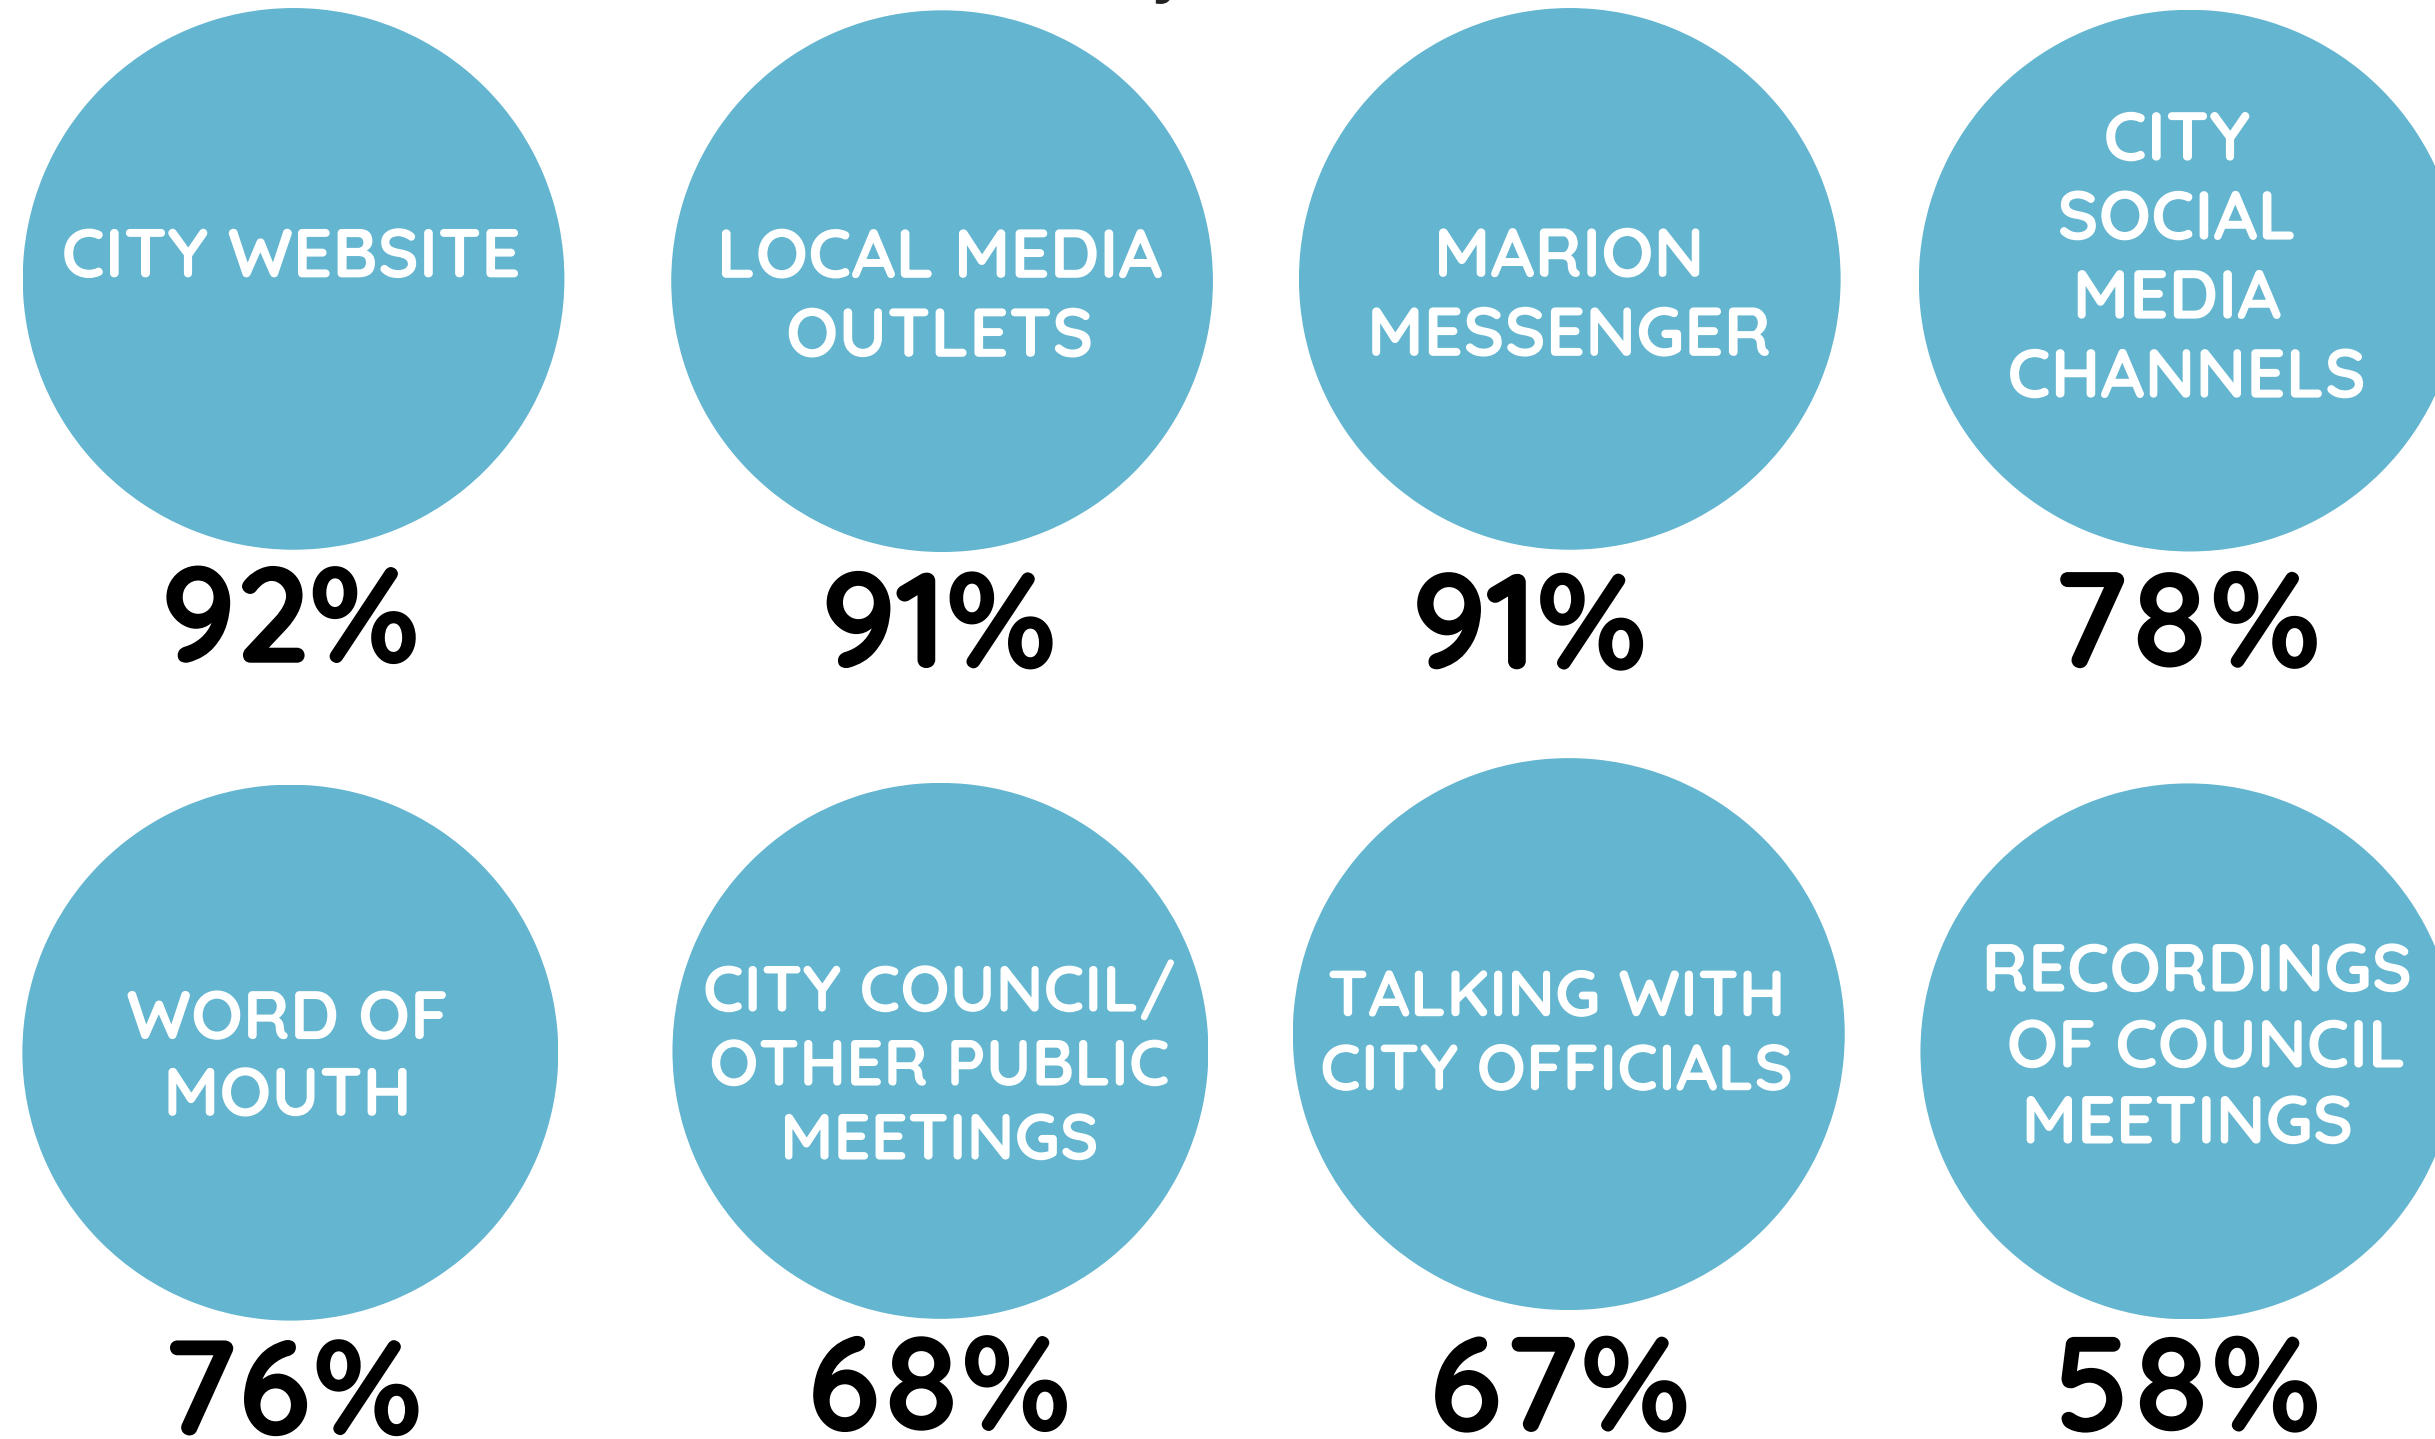 CITY WEBSITE
92%
LOCAL MEDIA
OUTLETS
91%
MARION
MESSENGER
91%
CITY
SOCIAL
MEDIA
CHANNELS
78%
WORD OF
MOUTH
76%
CITY COUNCIL/
OTHER PUBLIC
MEETINGS
68%
TALKING WITH
CITY OFFICIALS
67%
RECORDINGS
OF COUNCIL
MEETINGS
58%